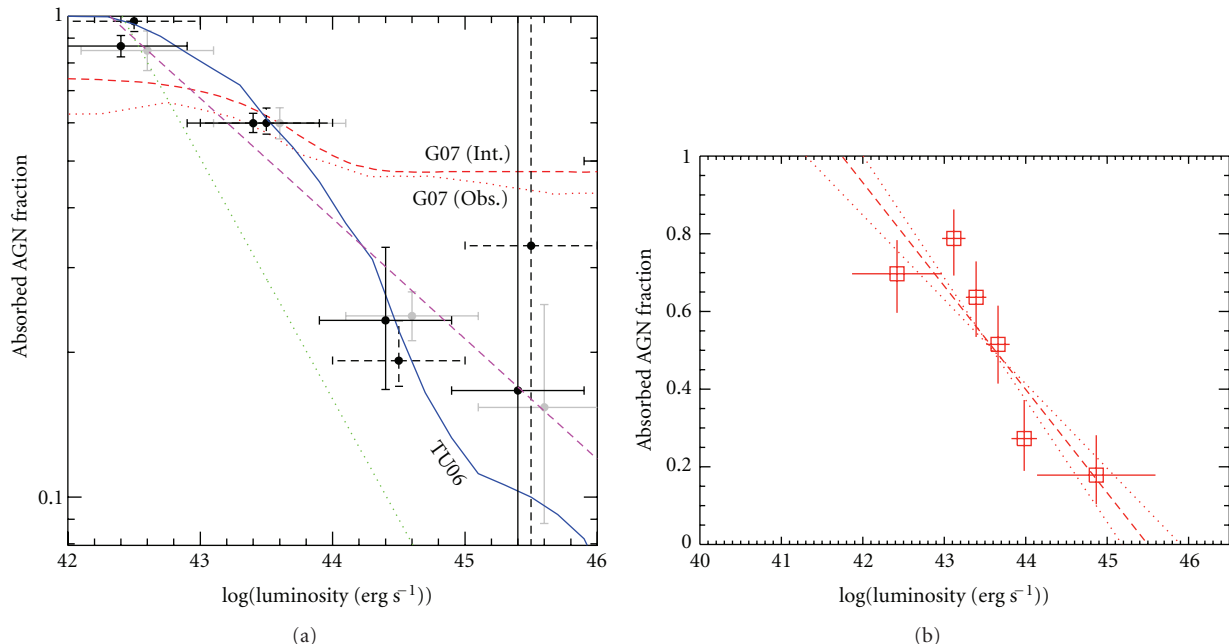 1
0.1
Absorbed AGN fraction
G07 (Int.)
G07 (Obs.)
TU06
42 43 44 45 46
log(luminosity (erg s⁻¹))
(a)
1
0.8
0.6
0.4
0.2
0
Absorbed AGN fraction
40 41 42 43 44 45 46
log(luminosity (erg s⁻¹))
(b)